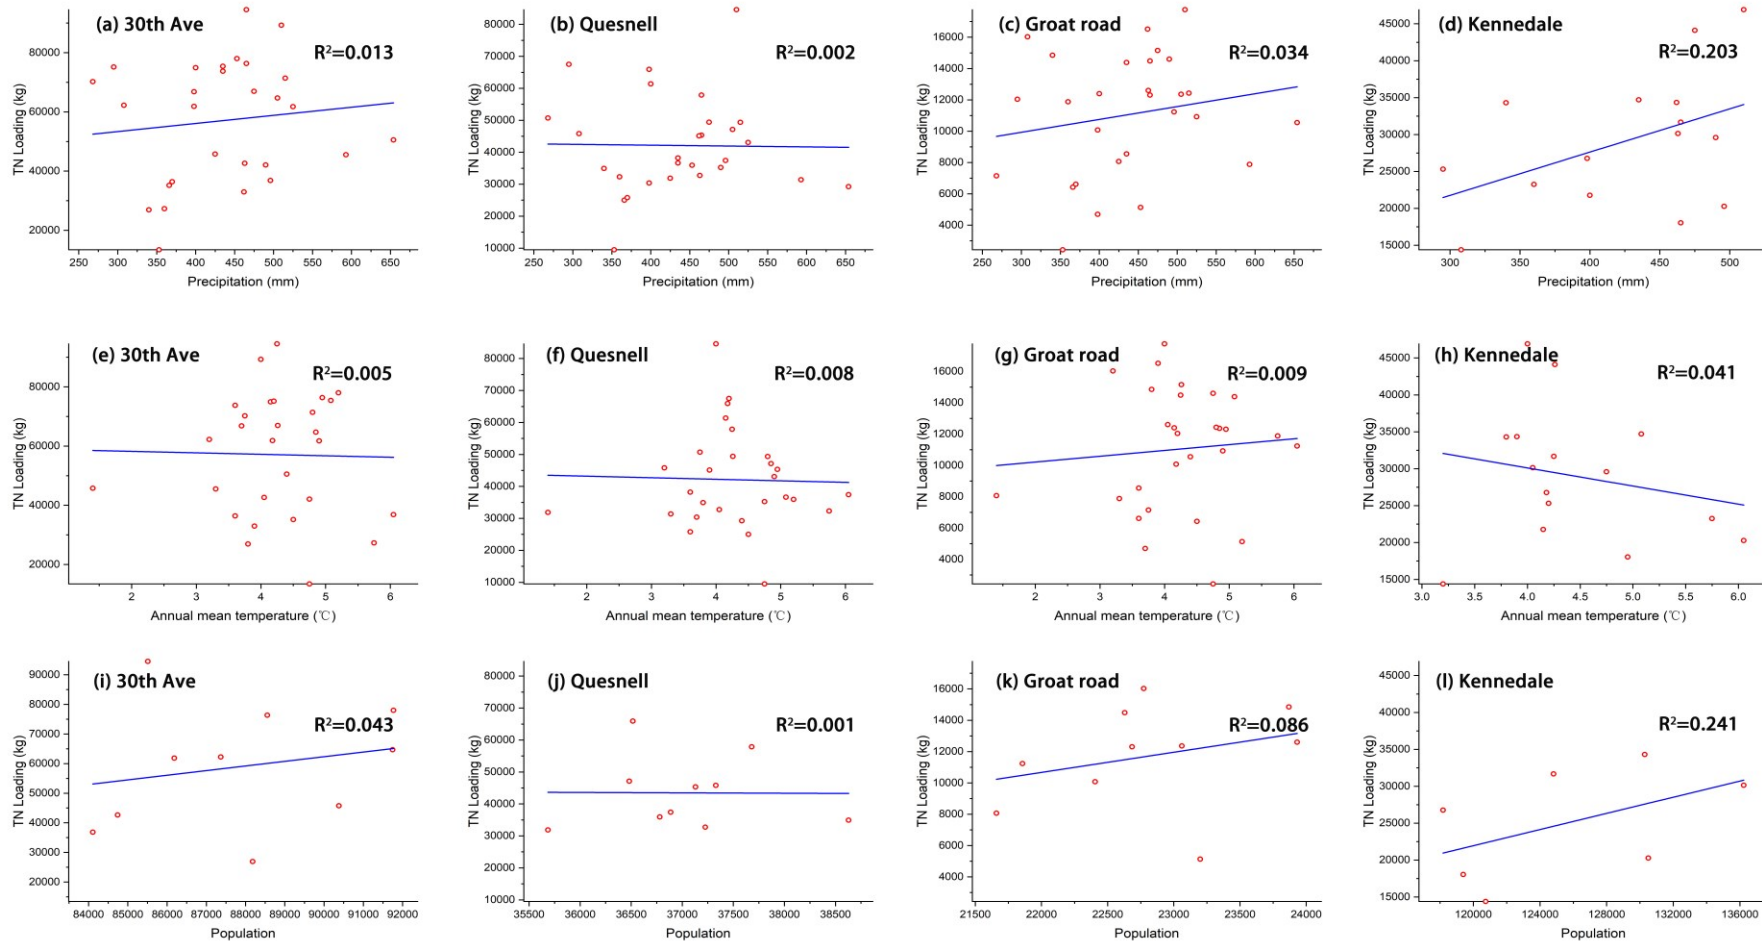 (a) 30th Ave
R²=0.013
TN Loading (kg)
80000
60000
40000
20000
250 300 350 400 450 500 550 600 650
Precipitation (mm)
(b) Quesnell
R²=0.002
TN Loading (kg)
80000
70000
60000
50000
40000
30000
20000
10000
250 300 350 400 450 500 550 600 650
Precipitation (mm)
(c) Groat road
R²=0.034
TN Loading (kg)
16000
14000
12000
10000
8000
6000
4000
250 300 350 400 450 500 550 600 650
Precipitation (mm)
(d) Kennedale
R²=0.203
TN Loading (kg)
45000
40000
35000
30000
25000
20000
15000
300 350 400 450 500
Precipitation (mm)
(e) 30th Ave
R²=0.005
TN Loading (kg)
80000
60000
40000
20000
2 3 4 5 6
Annual mean temperature (℃)
(f) Quesnell
R²=0.008
TN Loading (kg)
80000
70000
60000
50000
40000
30000
20000
10000
2 3 4 5 6
Annual mean temperature (℃)
(g) Groat road
R²=0.009
TN Loading (kg)
16000
14000
12000
10000
8000
6000
4000
2 3 4 5 6
Annual mean temperature (℃)
(h) Kennedale
R²=0.041
TN Loading (kg)
45000
40000
35000
30000
25000
20000
15000
3.0 3.5 4.0 4.5 5.0 5.5 6.0
Annual mean temperature (℃)
(i) 30th Ave
R²=0.043
TN Loading (kg)
90000
80000
70000
60000
50000
40000
30000
20000
84000 85000 86000 87000 88000 89000 90000 91000 92000
Population
(j) Quesnell
R²=0.001
TN Loading (kg)
80000
70000
60000
50000
40000
30000
20000
10000
35500 36000 36500 37000 37500 38000 38500
Population
(k) Groat road
R²=0.086
TN Loading (kg)
16000
14000
12000
10000
8000
6000
4000
21500 22000 22500 23000 23500 24000
Population
(l) Kennedale
R²=0.241
TN Loading (kg)
45000
40000
35000
30000
25000
20000
15000
120000 124000 128000 132000 136000
Population